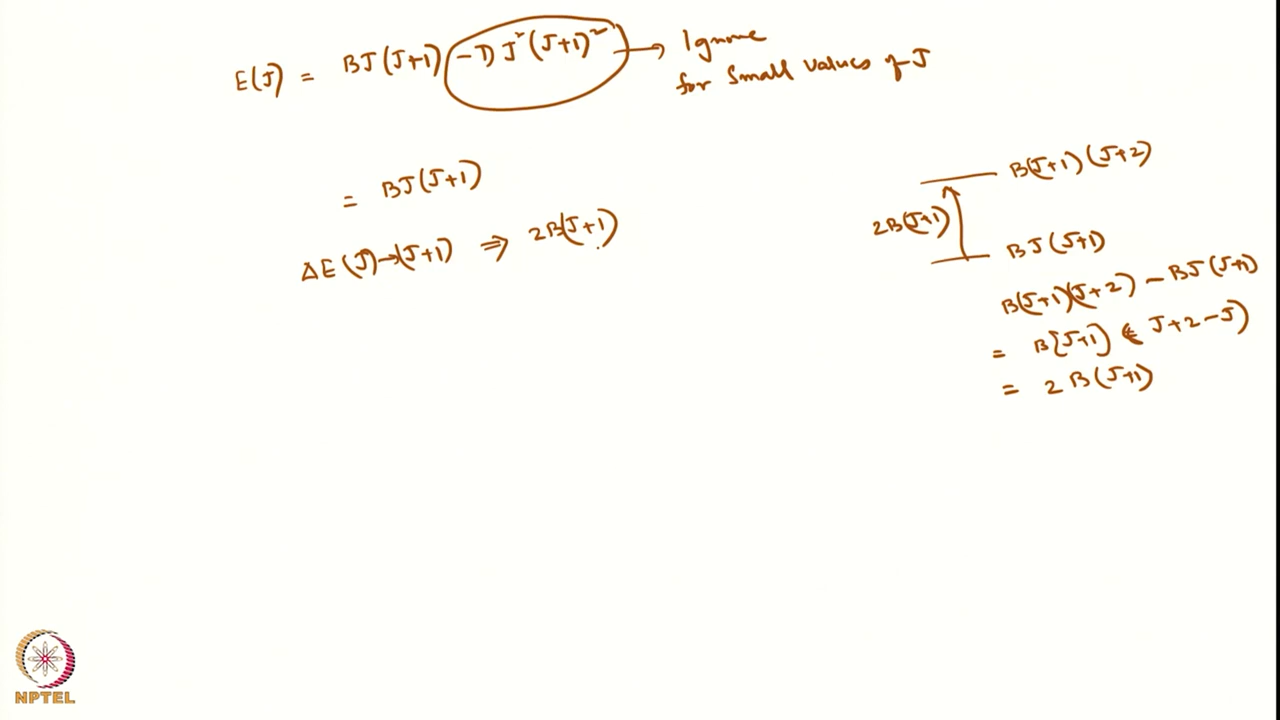 E(J) = BJ(J+1) -D J²(J+1)² → Ignore
for small values of J
= BJ(J+1)
ΔE (J)→(J+1) ⇒ 2B(J+1)
B(J+1)(J+2)
2B(J+1)
BJ(J+1)
B(J+1)(J+2) - BJ(J+1)
= B(J+1) ( J+2-J)
= 2B(J+1)
NPTEL